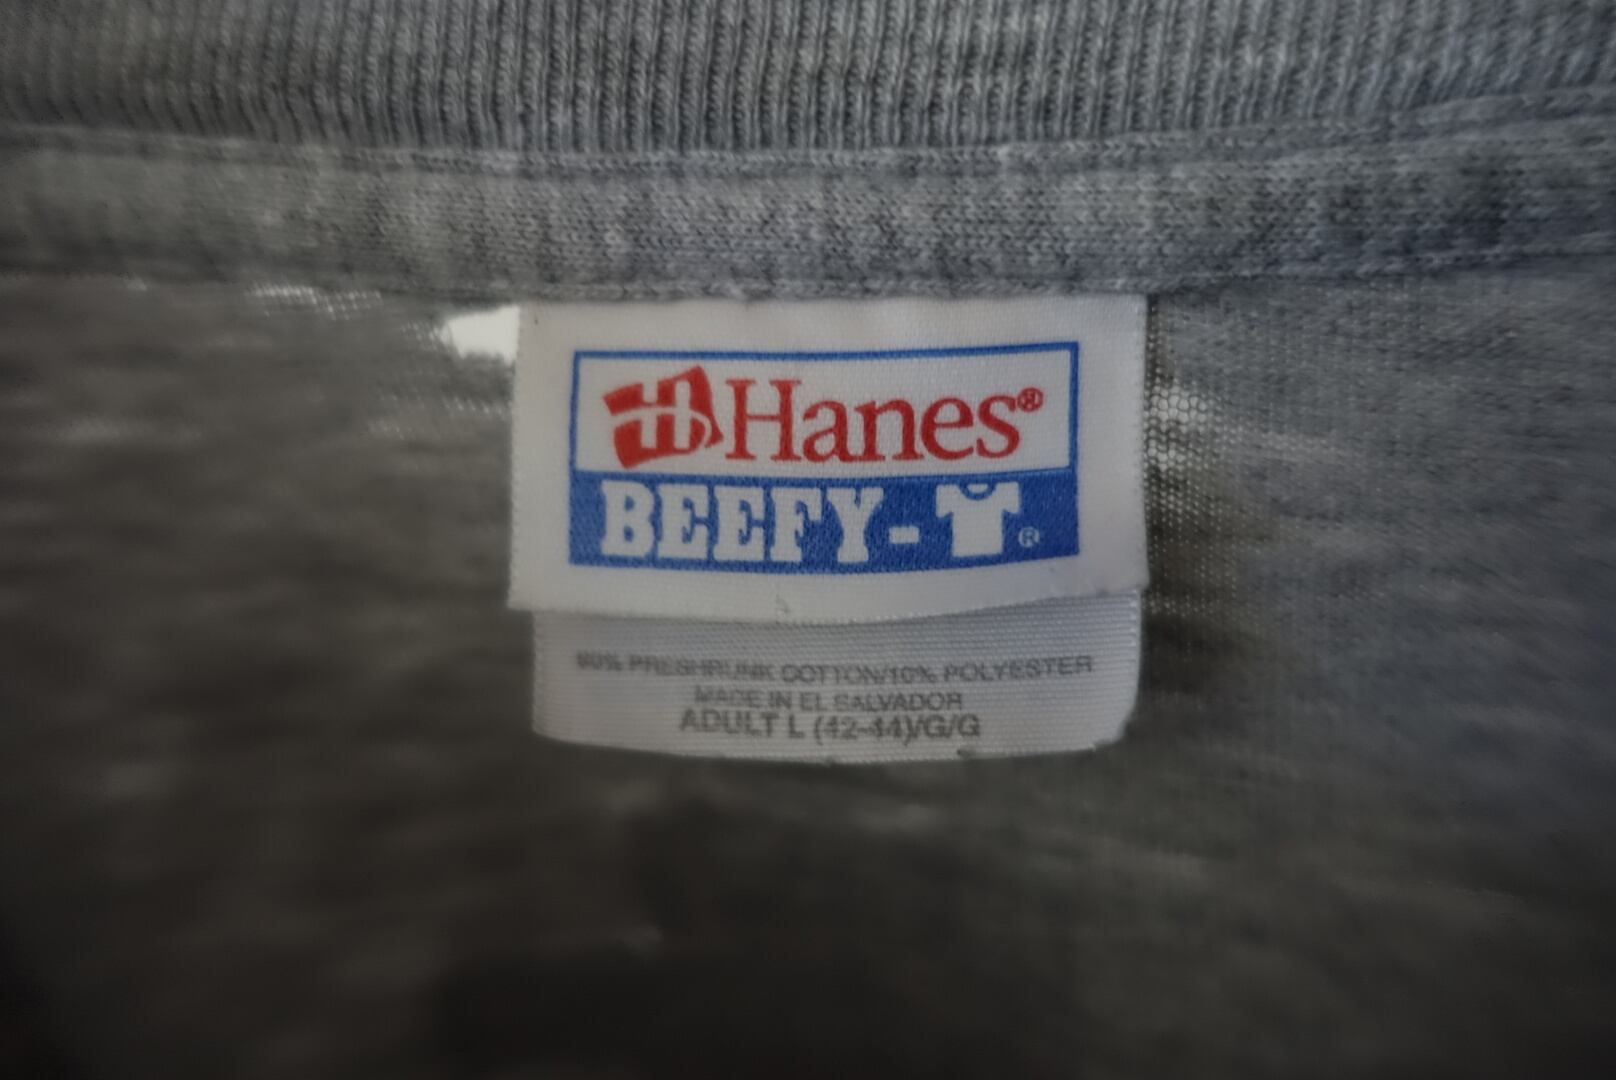 Hanes®
BEEFY-T®
90% PRESHRUNK COTTON/10% POLYESTER
MADE IN EL SALVADOR
ADULT L (42-44)/G/G